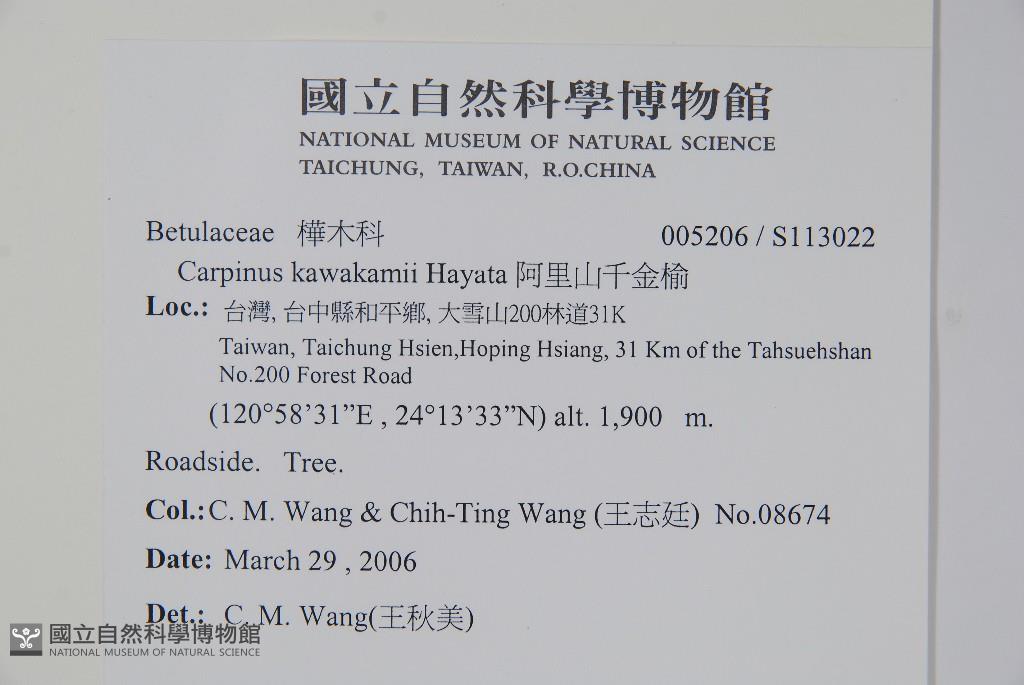 國立自然科學博物館
NATIONAL MUSEUM OF NATURAL SCIENCE
TAICHUNG, TAIWAN, R.O.CHINA
Betulaceae 樺木科 005206 / S113022
Carpinus kawakamii Hayata 阿里山千金榆
Loc.: 台灣, 台中縣和平鄉, 大雪山200林道31K
Taiwan, Taichung Hsien,Hoping Hsiang, 31 Km of the Tahsuehshan
No.200 Forest Road
(120°58’31”E , 24°13’33”N) alt. 1,900 m.
Roadside. Tree.
Col.:C. M. Wang & Chih-Ting Wang (王志廷) No.08674
Date: March 29 , 2006
Det.: C. M. Wang(王秋美)
國立自然科學博物館
NATIONAL MUSEUM OF NATURAL SCIENCE